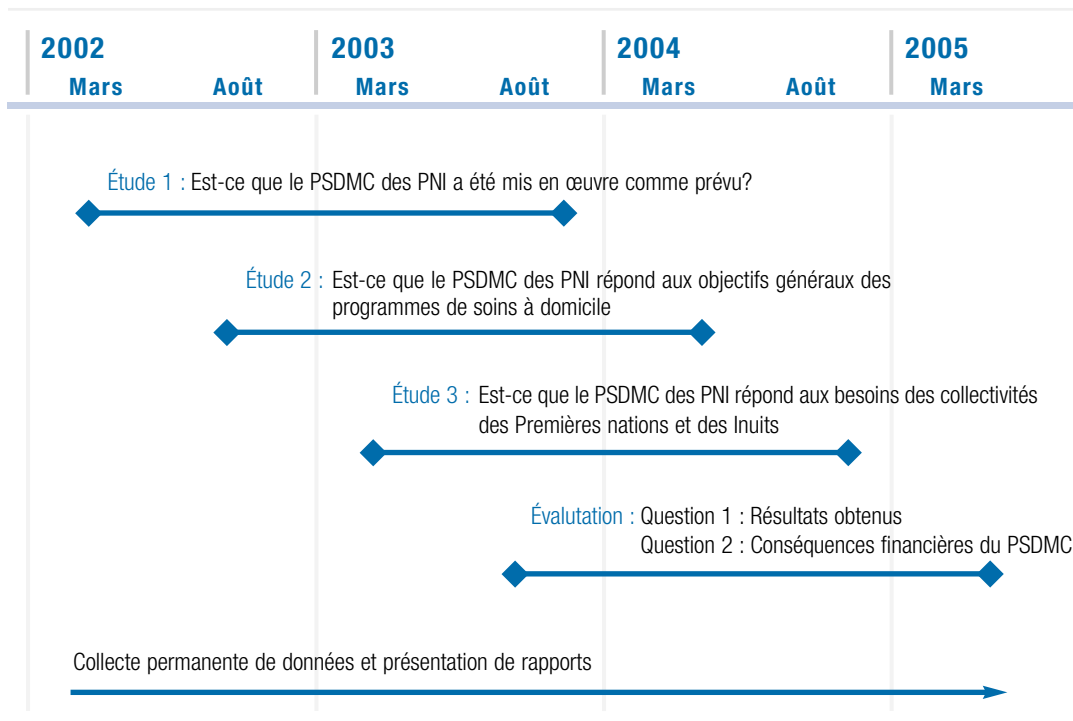 2002 2003 2004 2005
Mars Août Mars Août Mars Août Mars
Étude 1 : Est-ce que le PSDMC des PNI a été mis en œuvre comme prévu?
Étude 2 : Est-ce que le PSDMC des PNI répond aux objectifs généraux des
programmes de soins à domicile
Étude 3 : Est-ce que le PSDMC des PNI répond aux besoins des collectivités
des Premières nations et des Inuits
Évalutation : Question 1 : Résultats obtenus
Question 2 : Conséquences financières du PSDMC
Collecte permanente de données et présentation de rapports